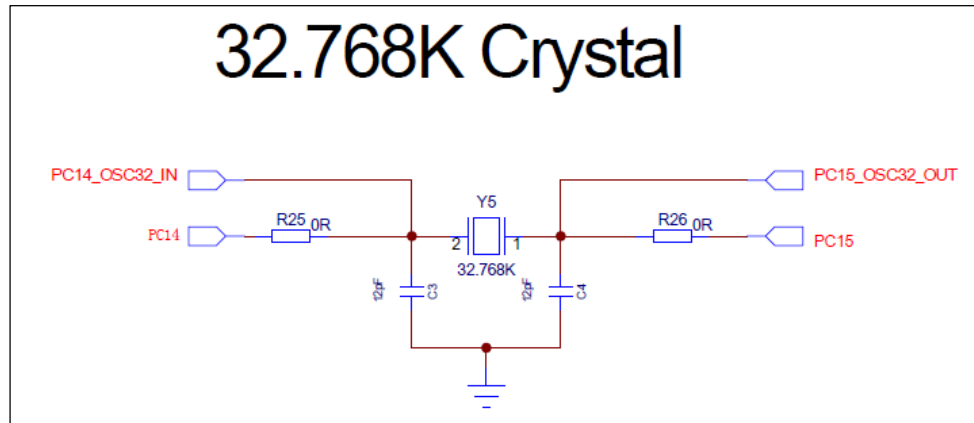 32.768K Crystal
PC14_OSC32_IN
PC15_OSC32_OUT
Y5
R25 0R
R26 0R
PC14
PC15
2
1
32.768K
12pF
C3
12pF
C4